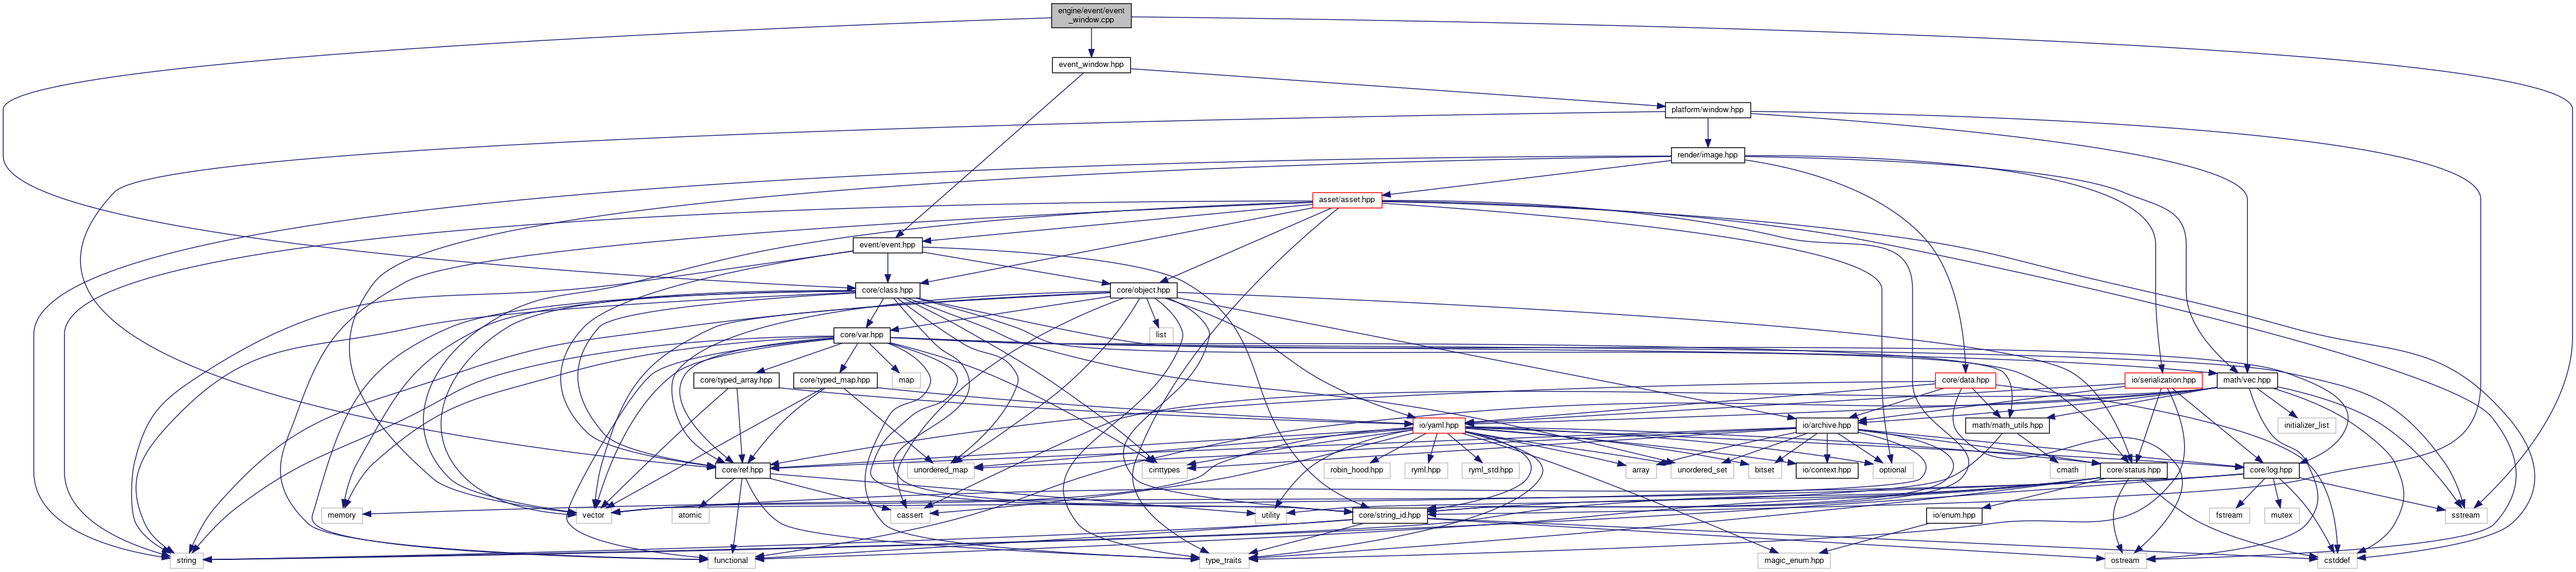 engine/event/event
_window.cpp
event_window.hpp
platform/window.hpp
render/image.hpp
asset/asset.hpp
event/event.hpp
core/class.hpp
core/object.hpp
core/var.hpp
list
core/typed_array.hpp
core/typed_map.hpp
map
core/data.hpp
io/serialization.hpp
math/vec.hpp
io/yaml.hpp
io/archive.hpp
math/math_utils.hpp
initializer_list
core/ref.hpp
unordered_map
cinttypes
robin_hood.hpp
ryml.hpp
ryml_std.hpp
array
unordered_set
bitset
io/context.hpp
optional
cmath
core/status.hpp
core/log.hpp
memory
vector
atomic
cassert
utility
core/string_id.hpp
io/enum.hpp
fstream
mutex
sstream
string
functional
type_traits
magic_enum.hpp
ostream
cstddef